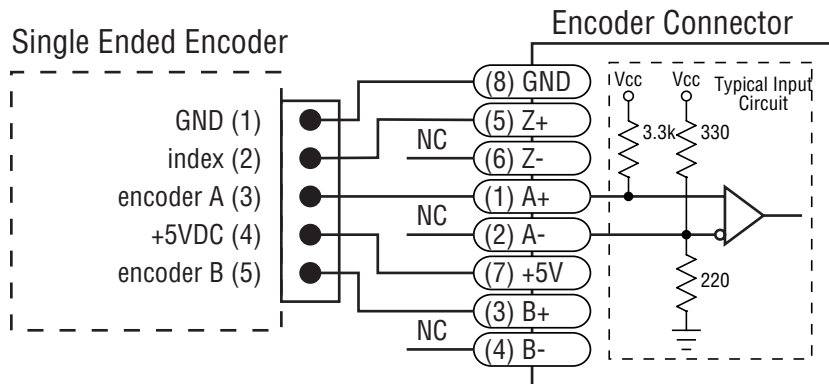 Encoder Connector
Single Ended Encoder
GND (1)
index (2)
encoder A (3)
+5VDC (4)
encoder B (5)
NC
NC
NC
(8) GND
(5) Z+
(6) Z-
(1) A+
(2) A-
(7) +5V
(3) B+
(4) B-
Vcc
Vcc
Typical Input
Circuit
3.3k
330
220